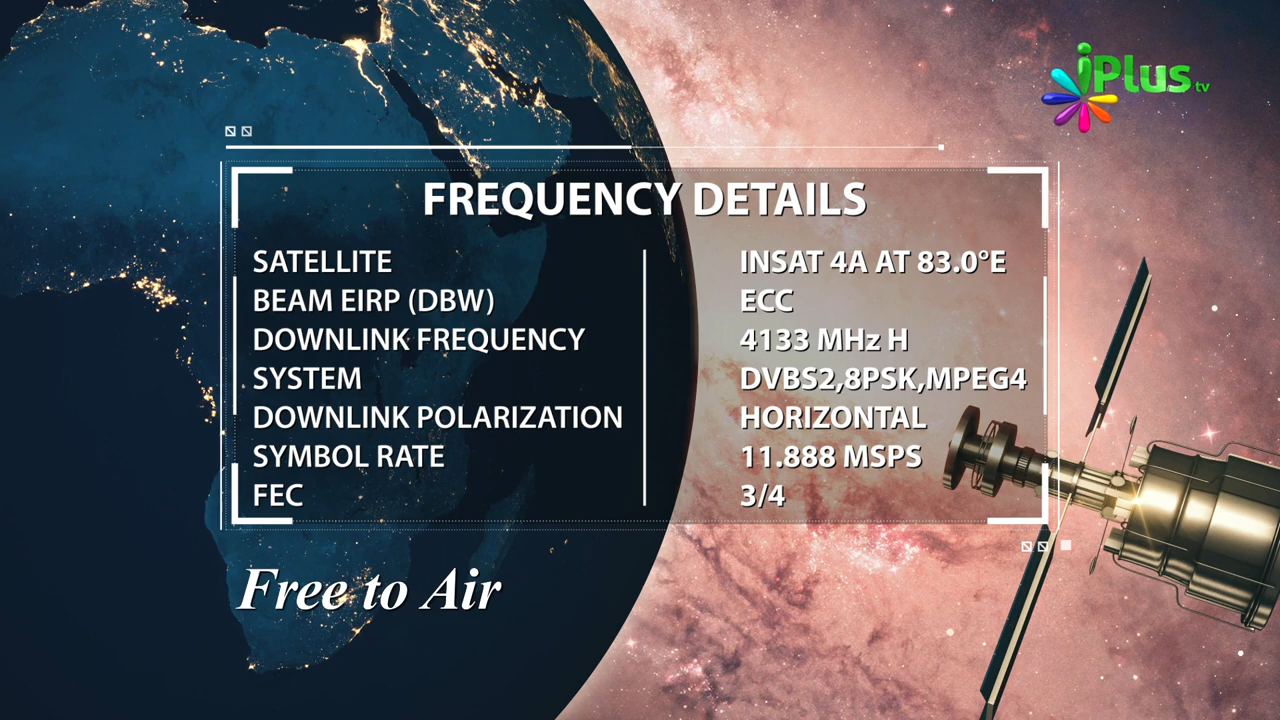 iPlus tv
FREQUENCY DETAILS
SATELLITE INSAT 4A AT 83.0°E
BEAM EIRP (DBW) ECC
DOWNLINK FREQUENCY 4133 MHz H
SYSTEM DVBS2,8PSK,MPEG4
DOWNLINK POLARIZATION HORIZONTAL
SYMBOL RATE 11.888 MSPS
FEC 3/4
Free to Air